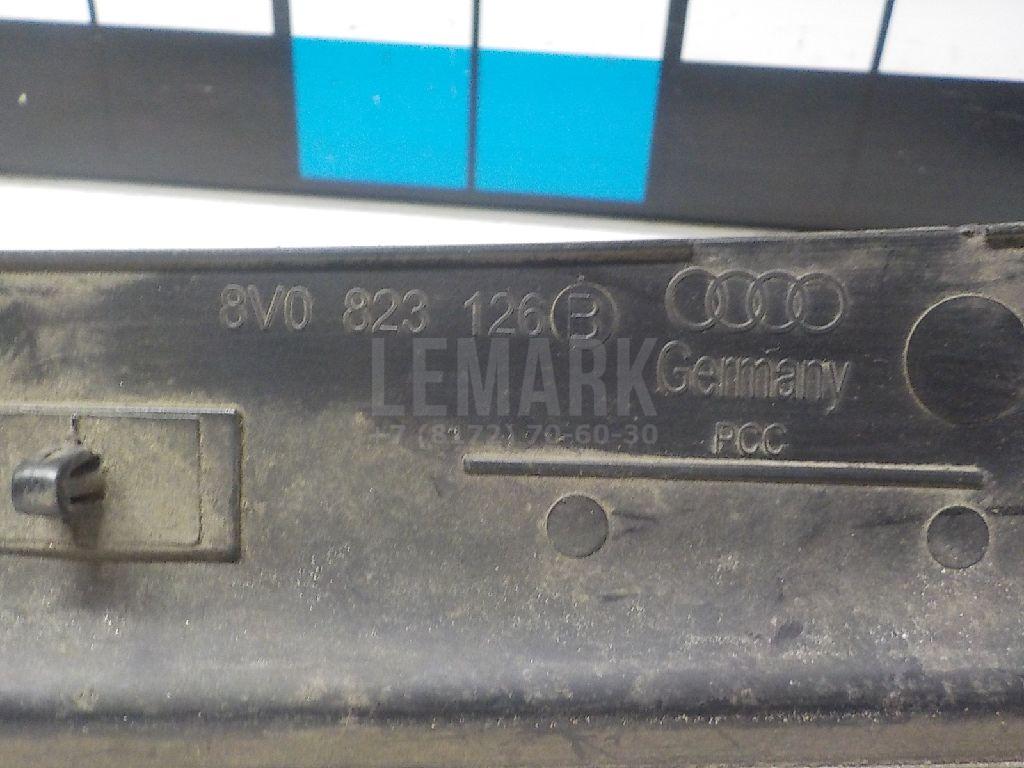 8V0 823 126 B
Germany
LEMARK
+7 (8172) 70-60-30
PCC